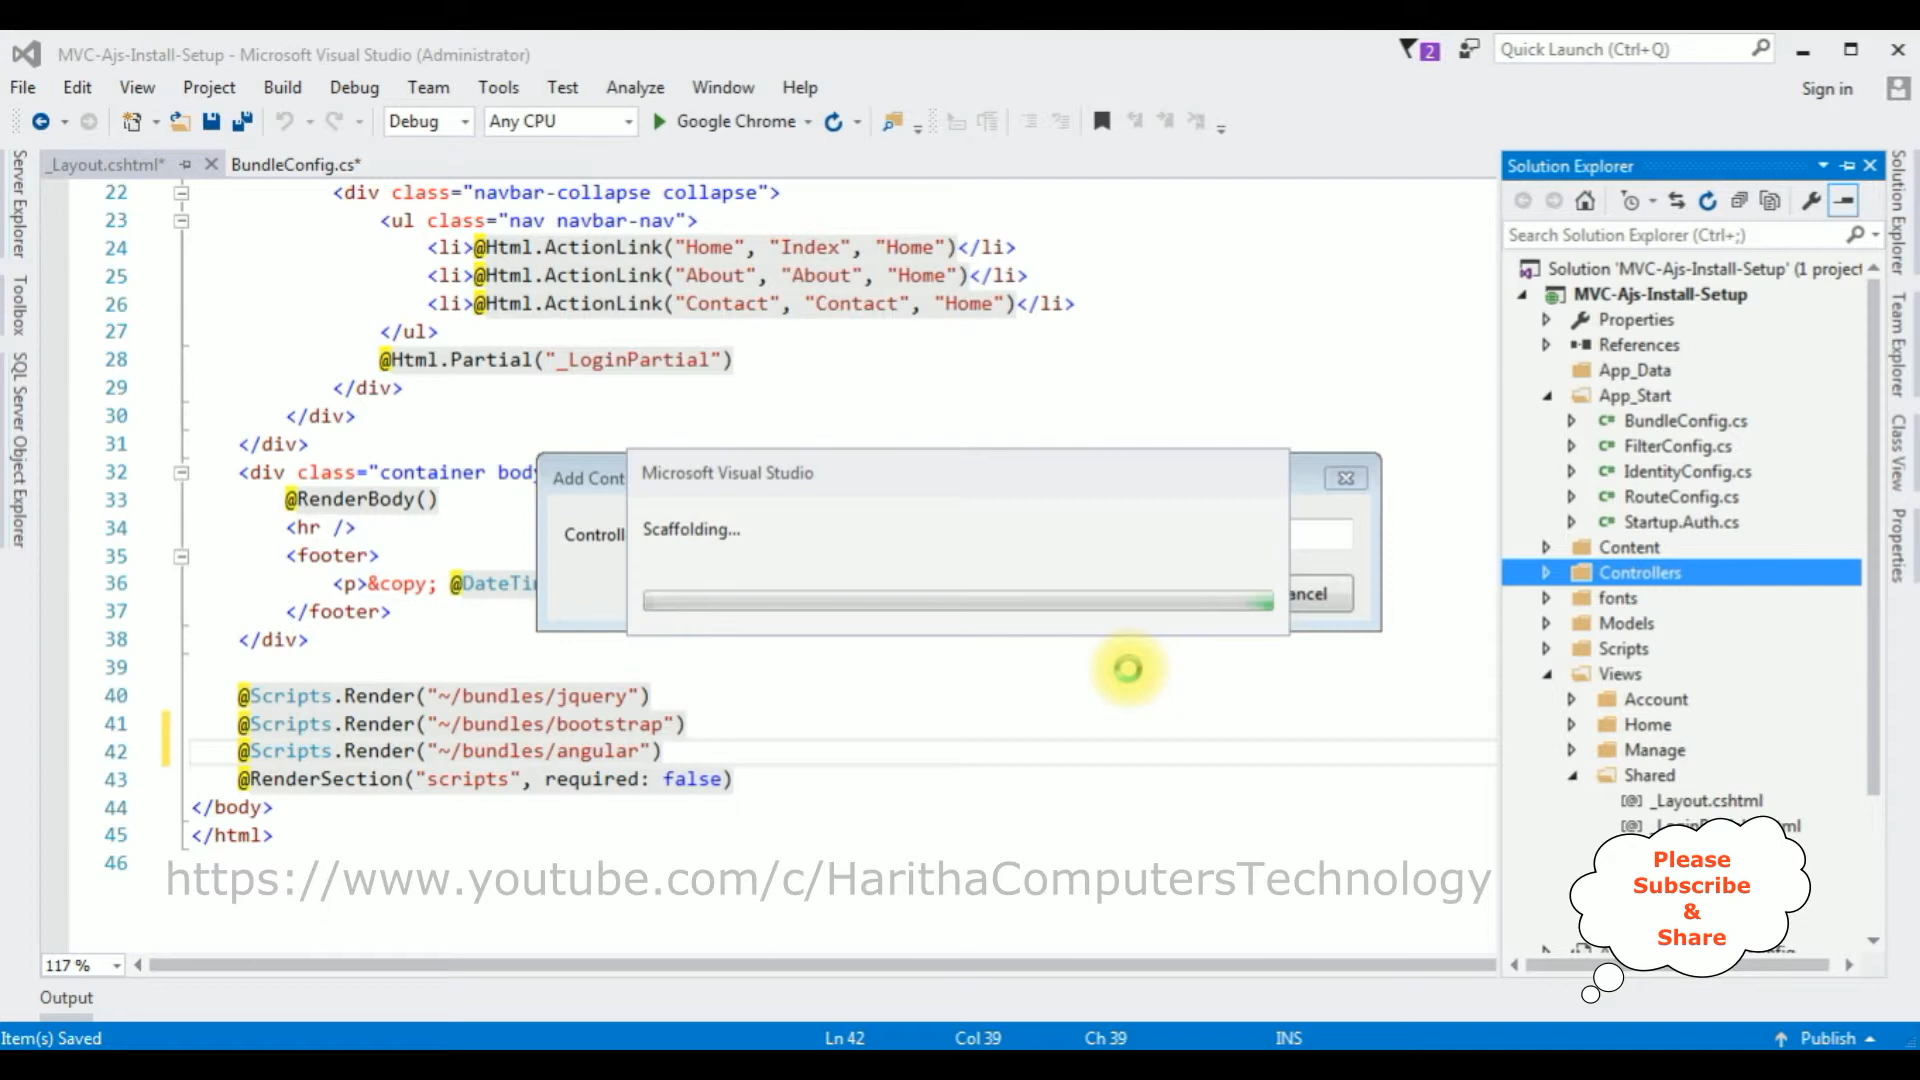 MVC-Ajs-Install-Setup - Microsoft Visual Studio (Administrator)
2
Quick Launch (Ctrl+Q)
File Edit View Project Build Debug Team Tools Test Analyze Window Help
Sign in
Debug Any CPU Google Chrome
_Layout.cshtml*
BundleConfig.cs*
Server Explorer
Toolbox
SQL Server Object Explorer
22 <div class="navbar-collapse collapse">
23 <ul class="nav navbar-nav">
24 <li>@Html.ActionLink("Home", "Index", "Home")</li>
25 <li>@Html.ActionLink("About", "About", "Home")</li>
26 <li>@Html.ActionLink("Contact", "Contact", "Home")</li>
27 </ul>
28 @Html.Partial("_LoginPartial")
29 </div>
30 </div>
31 </div>
32 <div class="container body
33 @RenderBody()
34 <hr />
35 <footer>
36 <p>&copy; @DateTim
37 </footer>
38 </div>
39
40 @Scripts.Render("~/bundles/jquery")
41 @Scripts.Render("~/bundles/bootstrap")
42 @Scripts.Render("~/bundles/angular")
43 @RenderSection("scripts", required: false)
44 </body>
45 </html>
46
Add Cont
Controll
ancel
Microsoft Visual Studio
Scaffolding...
https://www.youtube.com/c/HarithaComputersTechnology
117 %
Output
Item(s) Saved
Ln 42
Col 39
Ch 39
INS
Publish
Solution Explorer
Search Solution Explorer (Ctrl+;)
Solution 'MVC-Ajs-Install-Setup' (1 project
MVC-Ajs-Install-Setup
Properties
References
App_Data
App_Start
BundleConfig.cs
FilterConfig.cs
IdentityConfig.cs
RouteConfig.cs
Startup.Auth.cs
Content
Controllers
fonts
Models
Scripts
Views
Account
Home
Manage
Shared
_Layout.cshtml
Please
Subscribe
&
Share
Solution Explorer
Team Explorer
Class View
Properties